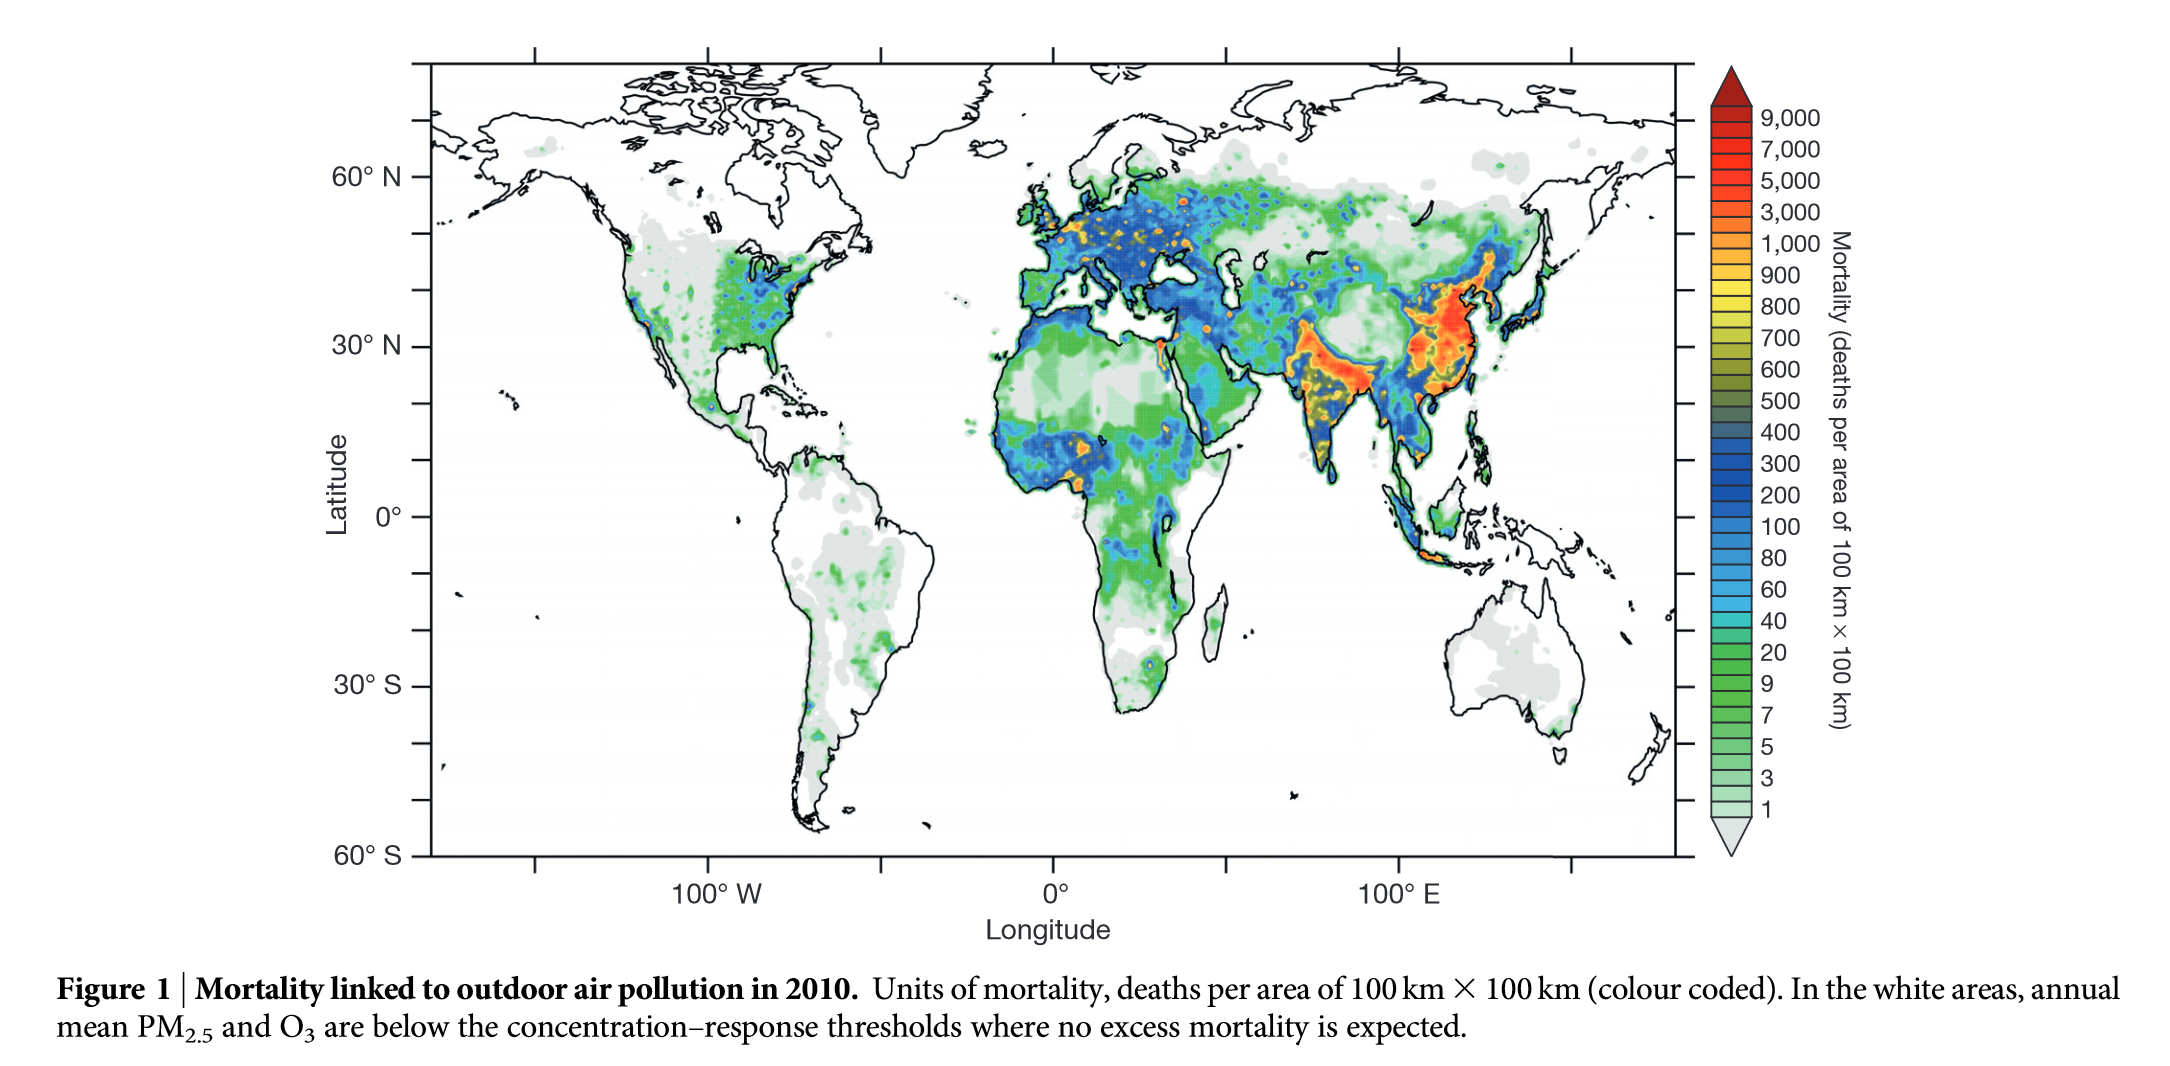 60° N
30° N
0°
30° S
60° S
Latitude
100° W
0°
100° E
Longitude
9,000
7,000
5,000
3,000
1,000
900
800
700
600
500
400
300
200
100
80
60
40
20
9
7
5
3
1
Mortality (deaths per area of 100 km × 100 km)
Figure 1 | Mortality linked to outdoor air pollution in 2010. Units of mortality, deaths per area of 100 km × 100 km (colour coded). In the white areas, annual
mean PM2.5 and O3 are below the concentration–response thresholds where no excess mortality is expected.